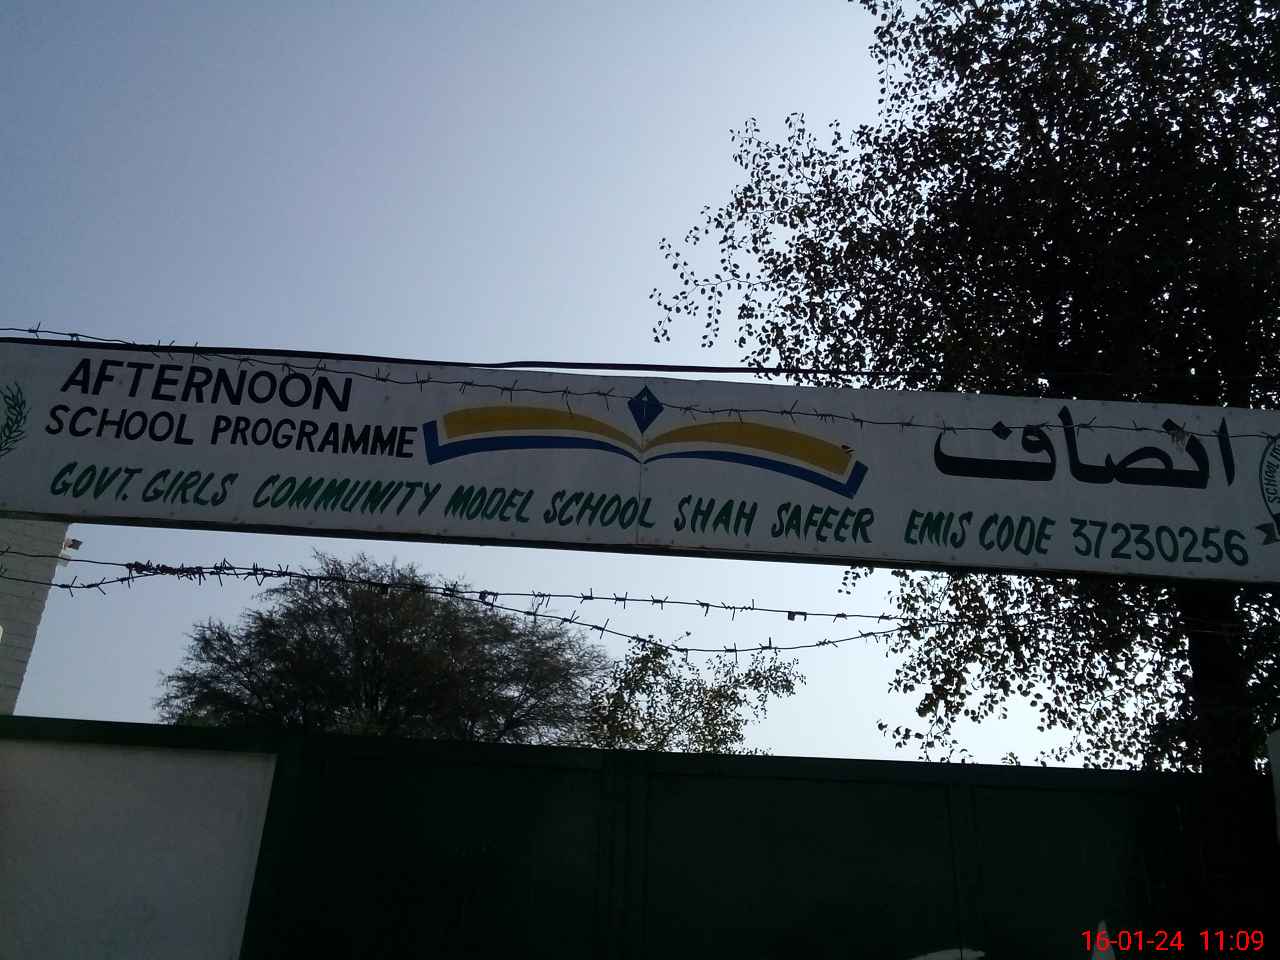 AFTERNOON
SCHOOL PROGRAMME
انصاف
GOVT. GIRLS COMMUNITY MODEL SCHOOL SHAH SAFEER EMIS CODE 37230256
SCHOOL
16-01-24 11:09